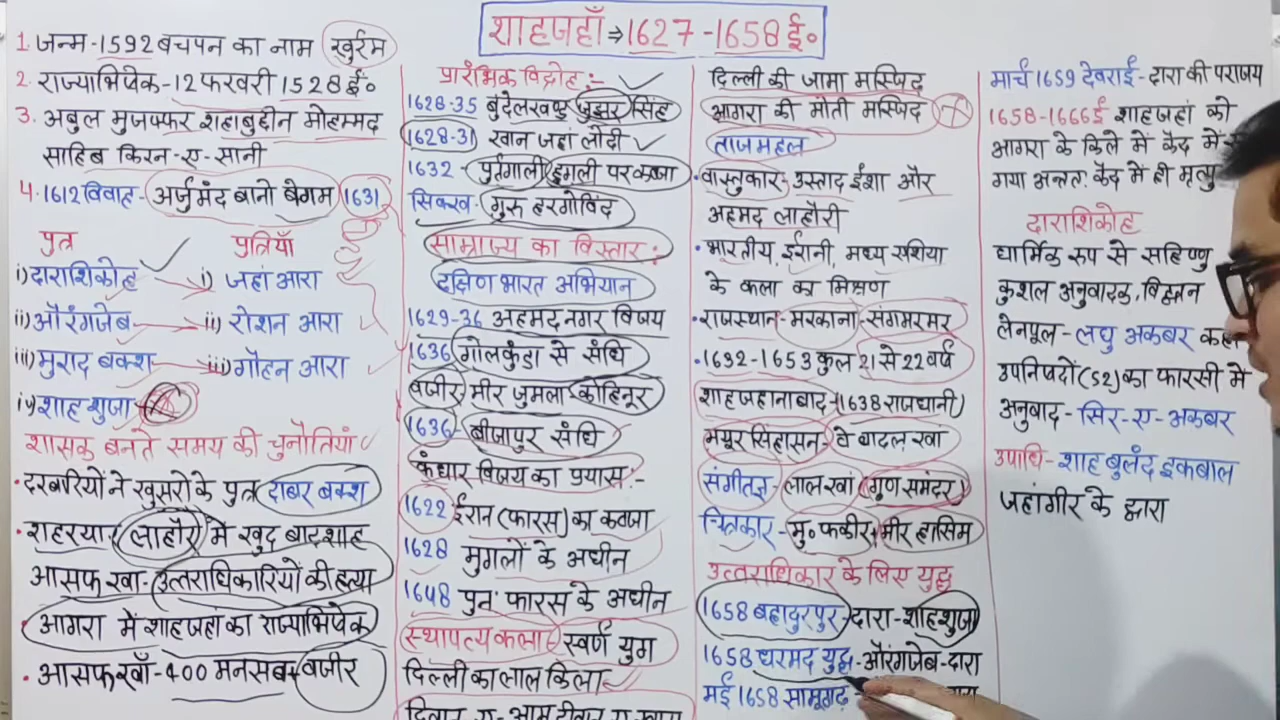 शाहजहाँ → 1627 - 1658 ई०
1. जन्म - 1592 बचपन का नाम खुर्रम
2. राज्याभिषेक - 12 फरवरी 1528 ई०
3. अबुल मुजफ्फर शहाबुद्दीन मोहम्मद
साहिब किरन-ए-सानी
4. 1612 विवाह - अर्जुमंद बानो बेगम 1631
पुत्र पुत्रियाँ
i) दाराशिकोह i) जहां आरा
ii) औरंगजेब ii) रोशन आरा
iii) मुराद बक्श iii) गौहन आरा
iv) शाह शुजा
शासक बनते समय की चुनौतियां
• दरबारियों ने खुसरो के पुत्र दाबर बक्श
• शहरयार - लाहौर में खुद बादशाह
आसफ खा - उत्तराधिकारियों की हत्या
• आगरा में शाहजहां का राज्याभिषेक
• आसफ खाँ - 400 मनसब + वजीर
प्रारंभिक विद्रोह :-
1628-35 बुंदेलखण्ड जुझार सिंह
1628-31 खान जहां लोदी
1632 - पुर्तगाली हुगली पर कब्जा
सिक्ख - गुरु हरगोविंद
साम्राज्य का विस्तार :
दक्षिण भारत अभियान
1629-36 अहमदनगर विजय
1636 गोलकुंडा से संधि
वजीर मीर जुमला - कोहिनूर
1636 - बीजापुर संधि
कंधार विजय का प्रयास :-
1622 ईरान (फारस) का कब्जा
1628 मुगलों के अधीन
1648 पुनः फारस के अधीन
स्थापत्य कला - स्वर्ण युग
दिल्ली का लाल किला
दिवान-ए-आम
दिल्ली की जामा मस्जिद
आगरा की मोती मस्जिद
ताजमहल
• वास्तुकार: उस्ताद ईशा और
अहमद लाहौरी
• भारतीय, ईरानी, मध्य एशिया
के कला का मिश्रण
• राजस्थान - मरकाना - संगमरमर
• 1632-1653 कुल 21 से 22 वर्ष
शाहजहानाबाद - (1638 राजधानी)
मयूर सिंहासन - वे बादल खा
संगीतज्ञ - लाल खां (गुण समंदर)
चित्रकार - मु० फकीर + मीर हासिम
उत्तराधिकार के लिए युद्ध
1658 बहादुरपुर - दारा - शाहशुजा
1658 धरमट युद्ध - औरंगजेब - दारा
मई 1658 सामूगढ़ -
मार्च 1659 देवराई - दारा की पराजय
1658-1666 ई शाहजहां को
आगरा के किले में कैद में
गया अन्तत: कैद में ही मृत्यु
दाराशिकोह
धार्मिक रूप से सहिष्णु
कुशल अनुवादक, विद्वान
लेनपूल - लघु अकबर
उपनिषदों (52) का फारसी में
अनुवाद - सिर-ए-अकबर
उपाधि - शाह बुलंद इकबाल
जहांगीर के द्वारा